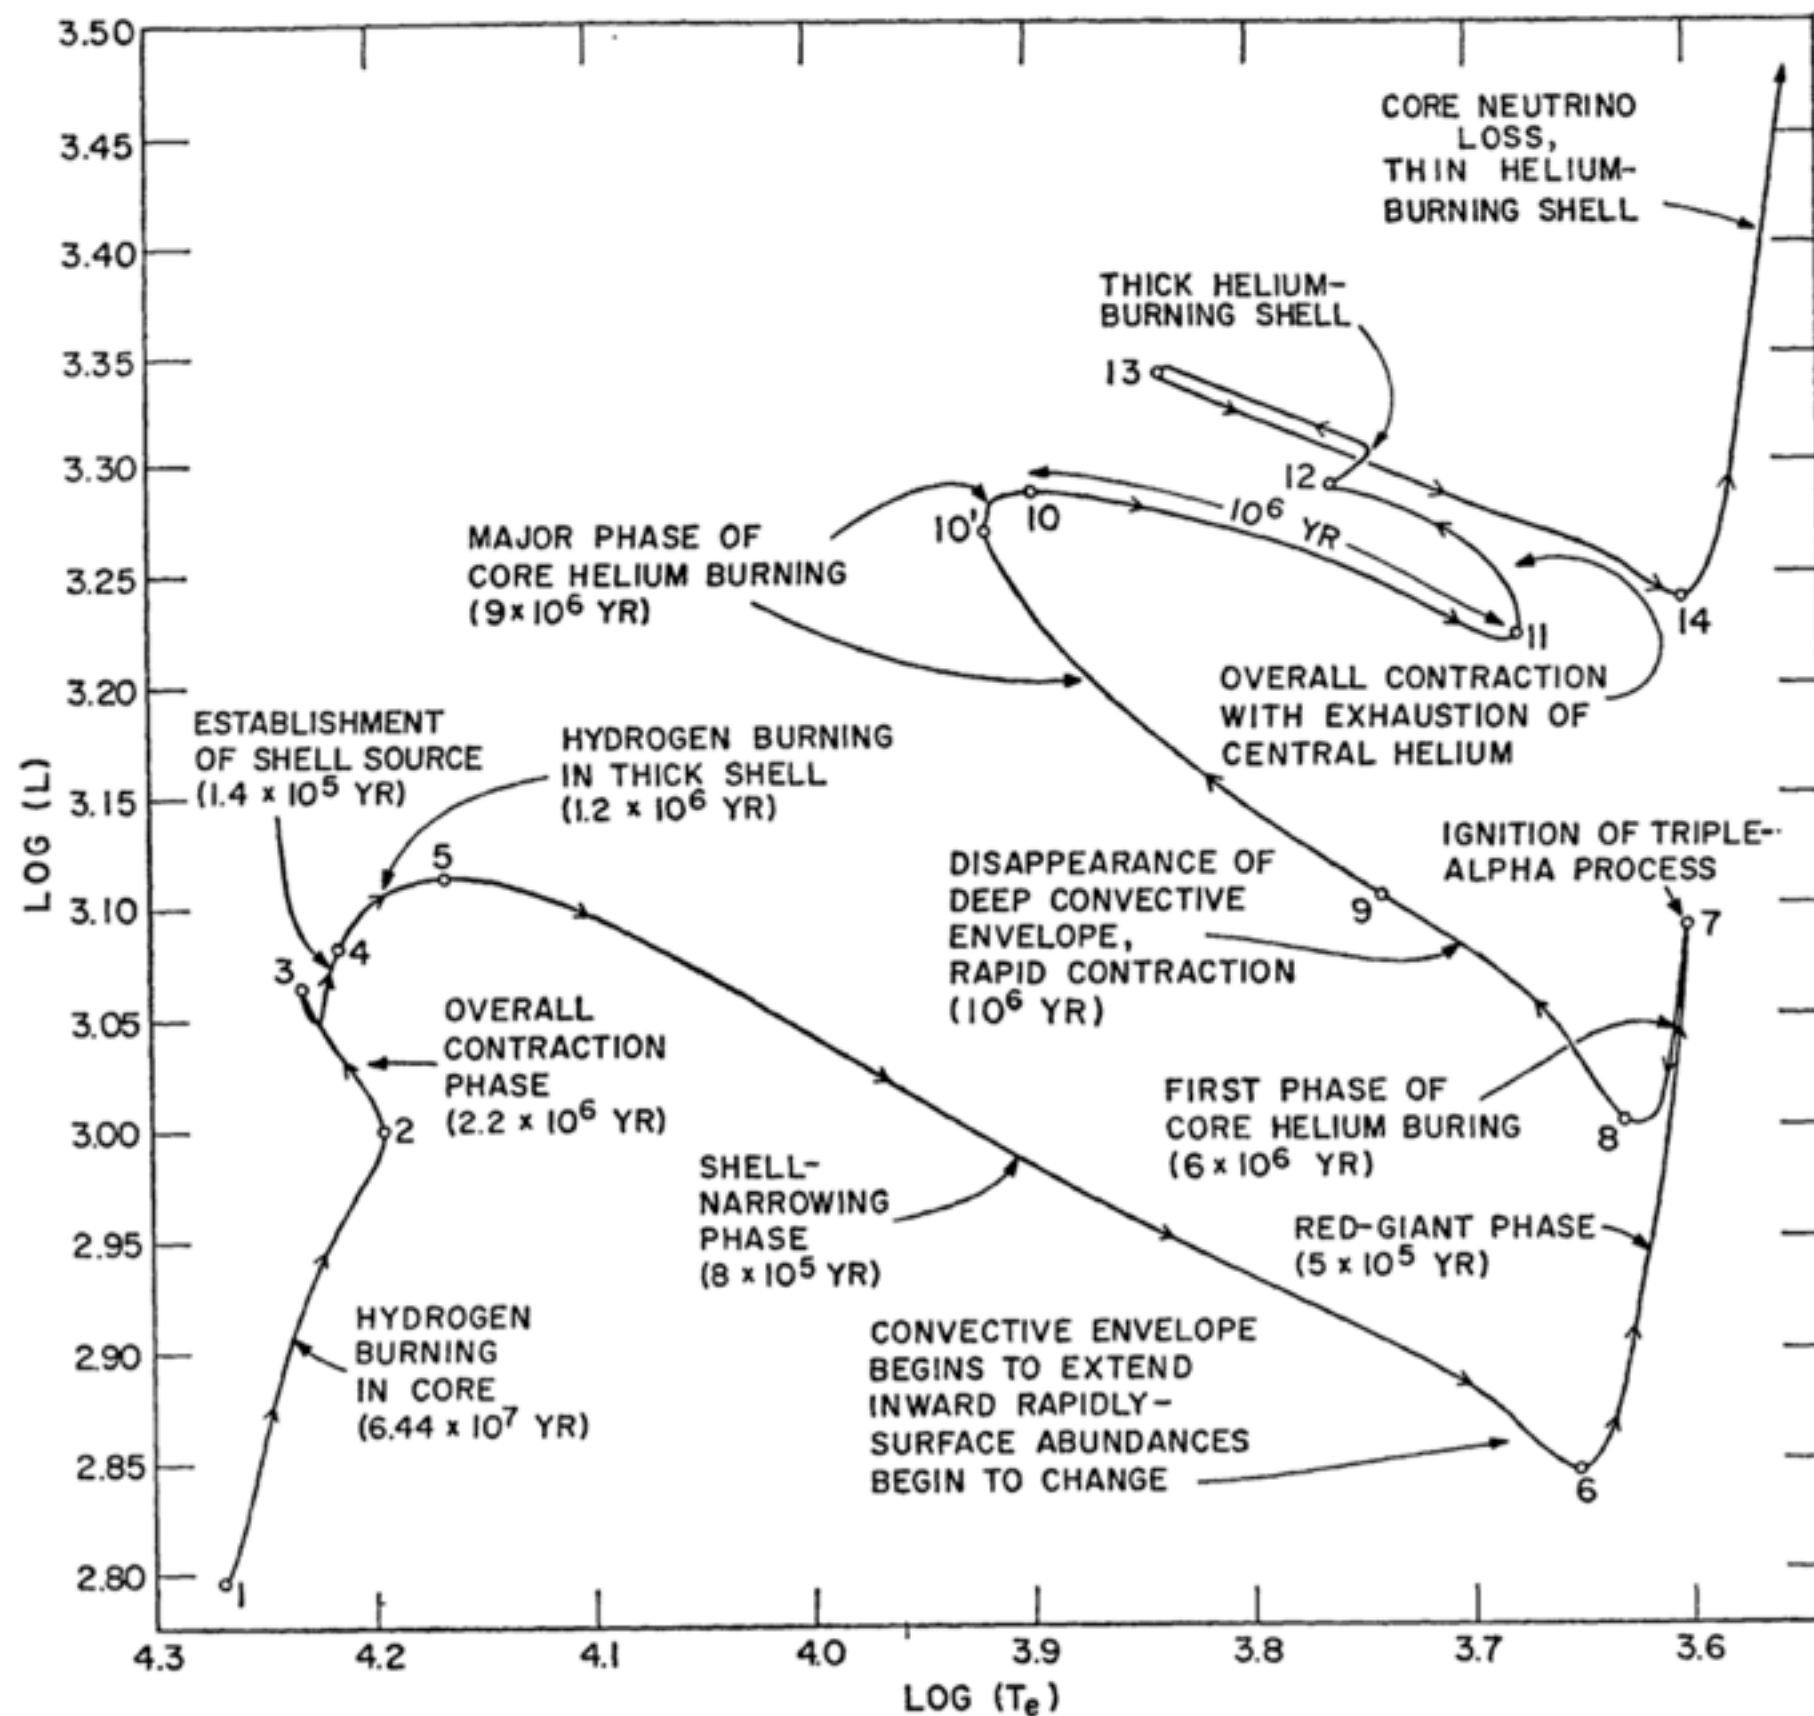 3.50
3.45
3.40
3.35
3.30
3.25
3.20
3.15
3.10
3.05
3.00
2.95
2.90
2.85
2.80
LOG (L)
4.3
4.2
4.1
4.0
3.9
3.8
3.7
3.6
LOG (Te)
CORE NEUTRINO
LOSS,
THIN HELIUM-
BURNING SHELL
THICK HELIUM-
BURNING SHELL
13
12
10'
10
10⁶ YR
11
14
MAJOR PHASE OF
CORE HELIUM BURNING
(9 x 10⁶ YR)
OVERALL CONTRACTION
WITH EXHAUSTION OF
CENTRAL HELIUM
ESTABLISHMENT
OF SHELL SOURCE
(1.4 x 10⁵ YR)
HYDROGEN BURNING
IN THICK SHELL
(1.2 x 10⁶ YR)
5
4
3
OVERALL
CONTRACTION
PHASE
(2.2 x 10⁶ YR)
2
DISAPPEARANCE OF
DEEP CONVECTIVE
ENVELOPE,
RAPID CONTRACTION
(10⁶ YR)
9
IGNITION OF TRIPLE-
ALPHA PROCESS
7
FIRST PHASE OF
CORE HELIUM BURING
(6 x 10⁶ YR)
8
SHELL-
NARROWING
PHASE
(8 x 10⁵ YR)
RED-GIANT PHASE
(5 x 10⁵ YR)
HYDROGEN
BURNING
IN CORE
(6.44 x 10⁷ YR)
CONVECTIVE ENVELOPE
BEGINS TO EXTEND
INWARD RAPIDLY-
SURFACE ABUNDANCES
BEGIN TO CHANGE
6
1